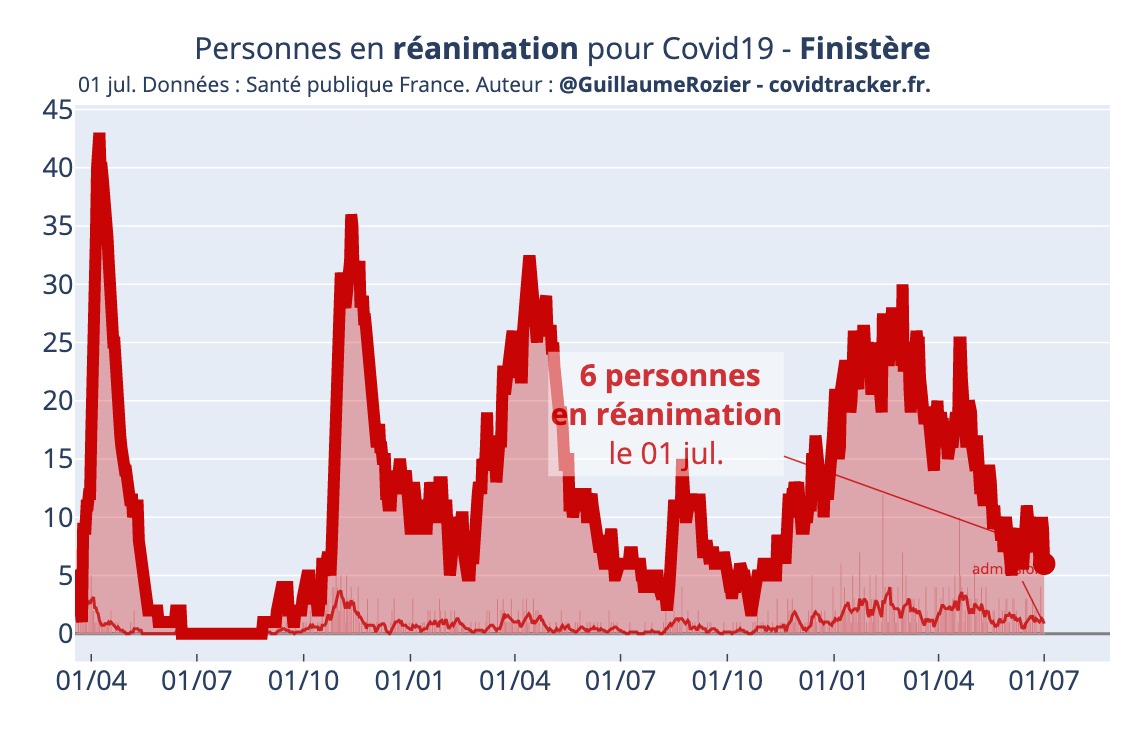 Personnes en réanimation pour Covid19 - Finistère
01 jul. Données : Santé publique France. Auteur : @GuillaumeRozier - covidtracker.fr.
45
40
35
30
25
20
15
10
5
0
6 personnes
en réanimation
le 01 jul.
01/04 01/07 01/10 01/01 01/04 01/07 01/10 01/01 01/04 01/07